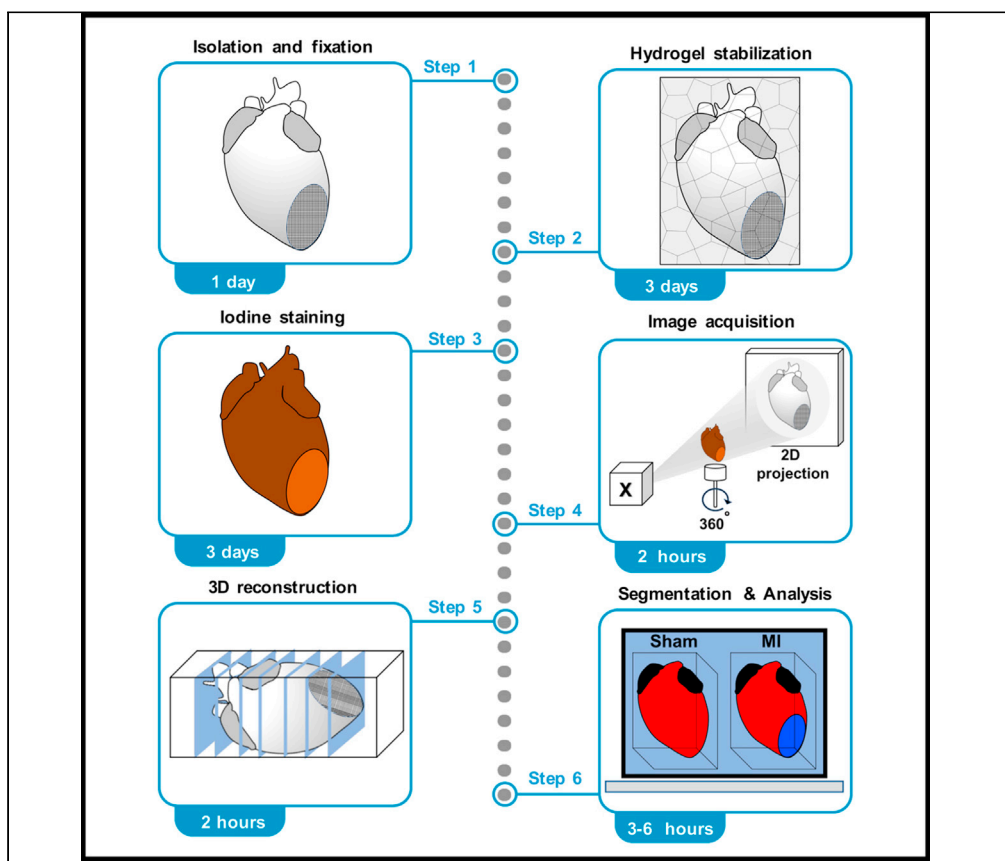 Isolation and fixation
Step 1
1 day
Hydrogel stabilization
Step 2
3 days
Iodine staining
Step 3
3 days
Image acquisition
2D
projection
X
360°
Step 4
2 hours
3D reconstruction
Step 5
2 hours
Segmentation & Analysis
Sham MI
Step 6
3-6 hours